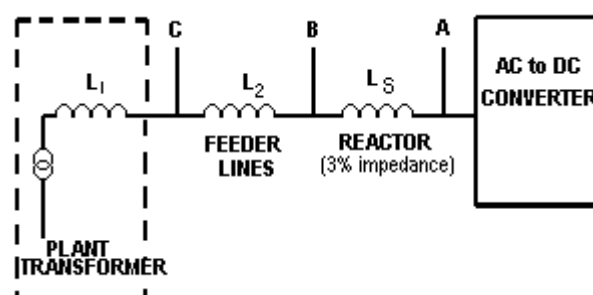 C
B
A
L1
L2
LS
AC to DC
CONVERTER
FEEDER
LINES
REACTOR
(3% impedance)
PLANT
TRANSFORMER